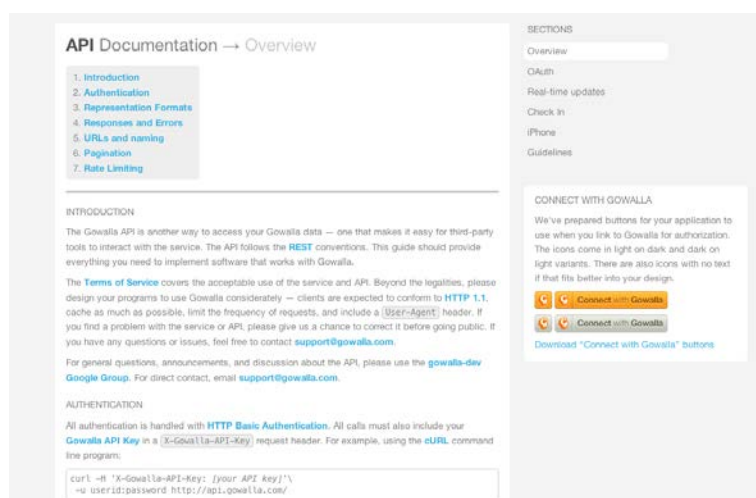 API Documentation → Overview
1. Introduction
2. Authentication
3. Representation Formats
4. Responses and Errors
5. URLs and naming
6. Pagination
7. Rate Limiting
INTRODUCTION
The Gowalla API is another way to access your Gowalla data — one that makes it easy for third-party
tools to interact with the service. The API follows the REST conventions. This guide should provide
everything you need to implement software that works with Gowalla.
The Terms of Service covers the acceptable use of the service and API. Beyond the legalities, please
design your programs to use Gowalla considerately — clients are expected to conform to HTTP 1.1,
cache as much as possible, limit the frequency of requests, and include a User-Agent header. If
you find a problem with the service or API, please give us a chance to correct it before going public. If
you have any questions or issues, feel free to contact support@gowalla.com.
For general questions, announcements, and discussion about the API, please use the gowalla-dev
Google Group. For direct contact, email support@gowalla.com.
AUTHENTICATION
All authentication is handled with HTTP Basic Authentication. All calls must also include your
Gowalla API Key in a X-Gowalla-API-Key request header. For example, using the cURL command
line program:
curl -H 'X-Gowalla-API-Key: [your API key]'\
-u userid:password http://api.gowalla.com/
SECTIONS
Overview
OAuth
Real-time updates
Check In
iPhone
Guidelines
CONNECT WITH GOWALLA
We've prepared buttons for your application to
use when you link to Gowalla for authorization.
The icons come in light on dark and dark on
light variants. There are also icons with no text
if that fits better into your design.
Connect with Gowalla
Connect with Gowalla
Download "Connect with Gowalla" buttons